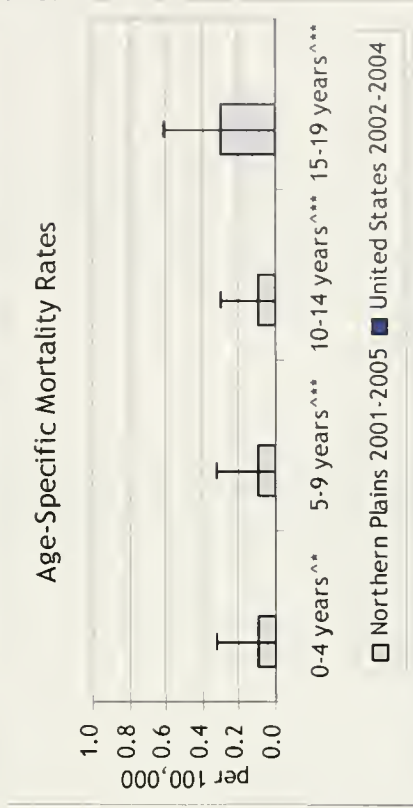 Age-Specific Mortality Rates
per 100,000
1.0
0.8
0.6
0.4
0.2
0.0
0-4 years^** 5-9 years^** 10-14 years^** 15-19 years^**
Northern Plains 2001-2005 United States 2002-2004